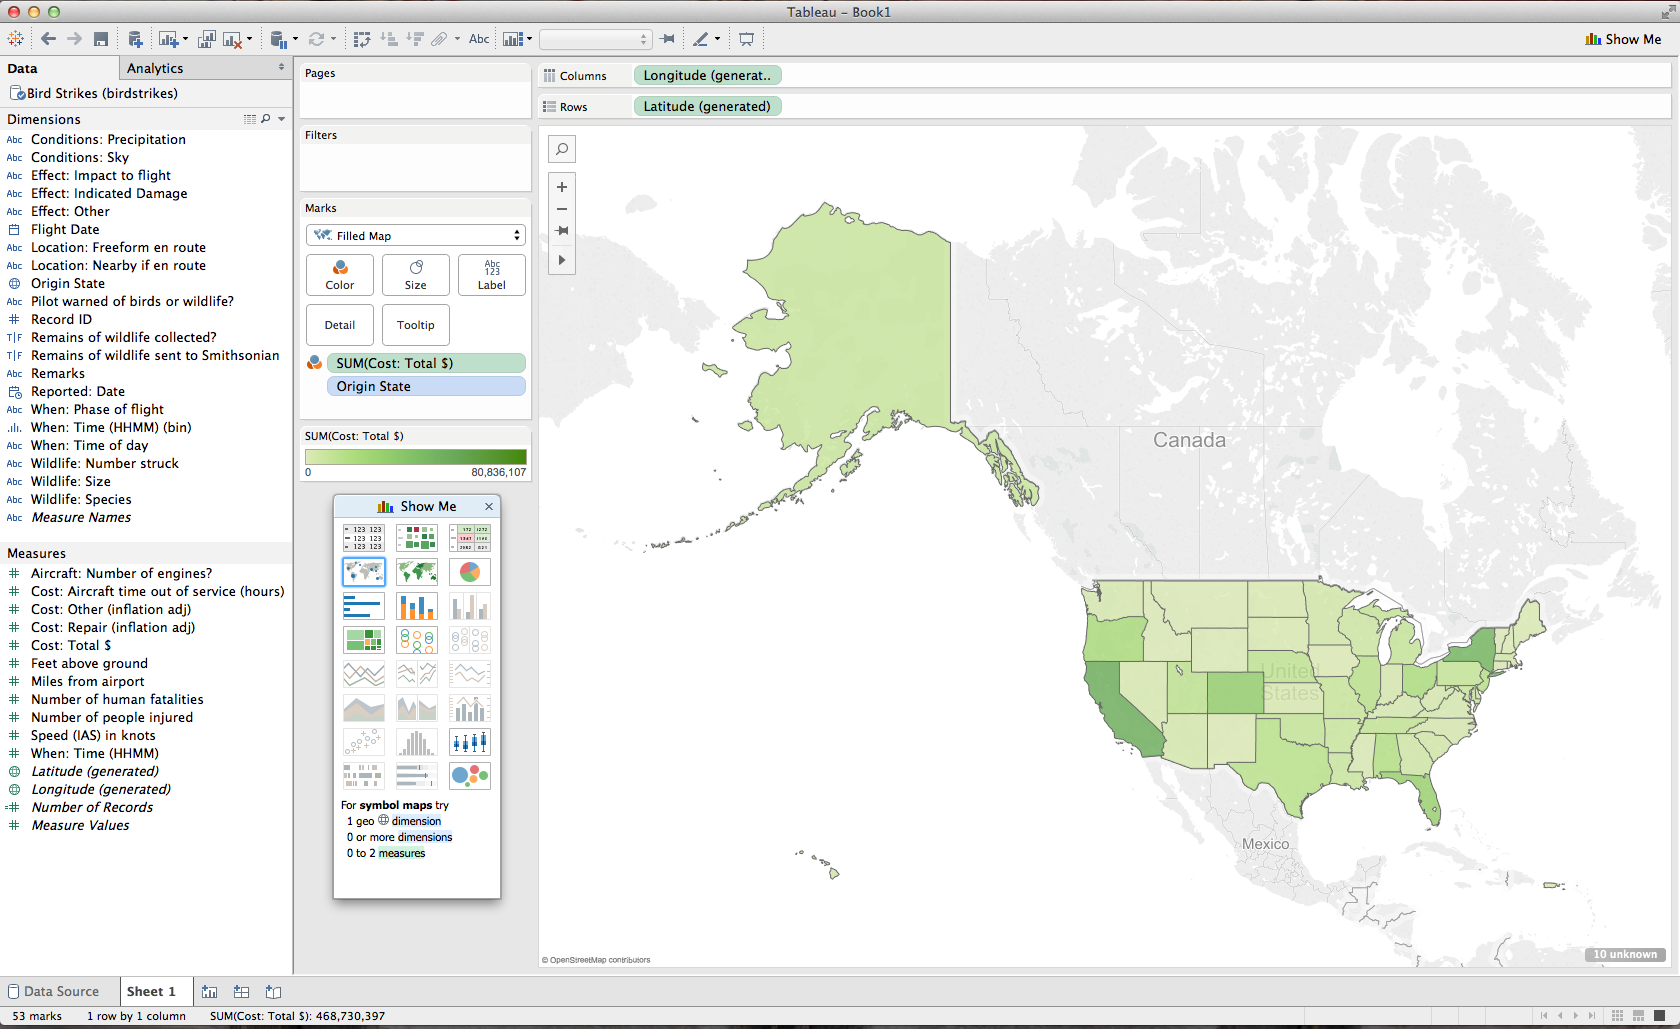 Tableau - Book1
Abc
Show Me
Data
Analytics
Bird Strikes (birdstrikes)
Dimensions
Abc Conditions: Precipitation
Abc Conditions: Sky
Abc Effect: Impact to flight
Abc Effect: Indicated Damage
Abc Effect: Other
Flight Date
Abc Location: Freeform en route
Abc Location: Nearby if en route
Origin State
Abc Pilot warned of birds or wildlife?
# Record ID
T|F Remains of wildlife collected?
T|F Remains of wildlife sent to Smithsonian
Abc Remarks
Reported: Date
Abc When: Phase of flight
When: Time (HHMM) (bin)
Abc When: Time of day
Abc Wildlife: Number struck
Abc Wildlife: Size
Abc Wildlife: Species
Abc Measure Names
Measures
# Aircraft: Number of engines?
# Cost: Aircraft time out of service (hours)
# Cost: Other (inflation adj)
# Cost: Repair (inflation adj)
# Cost: Total $
# Feet above ground
# Miles from airport
# Number of human fatalities
# Number of people injured
# Speed (IAS) in knots
# When: Time (HHMM)
Latitude (generated)
Longitude (generated)
=# Number of Records
# Measure Values
Pages
Filters
Marks
Filled Map
Color
Size
Abc
123
Label
Detail
Tooltip
SUM(Cost: Total $)
Origin State
SUM(Cost: Total $)
0
80,836,107
Show Me
123 123
123 123
123 123
For symbol maps try
1 geo dimension
0 or more dimensions
0 to 2 measures
Columns
Longitude (generat..
Rows
Latitude (generated)
Canada
United
States
Mexico
© OpenStreetMap contributors
10 unknown
Data Source
Sheet 1
53 marks
1 row by 1 column
SUM(Cost: Total $): 468,730,397